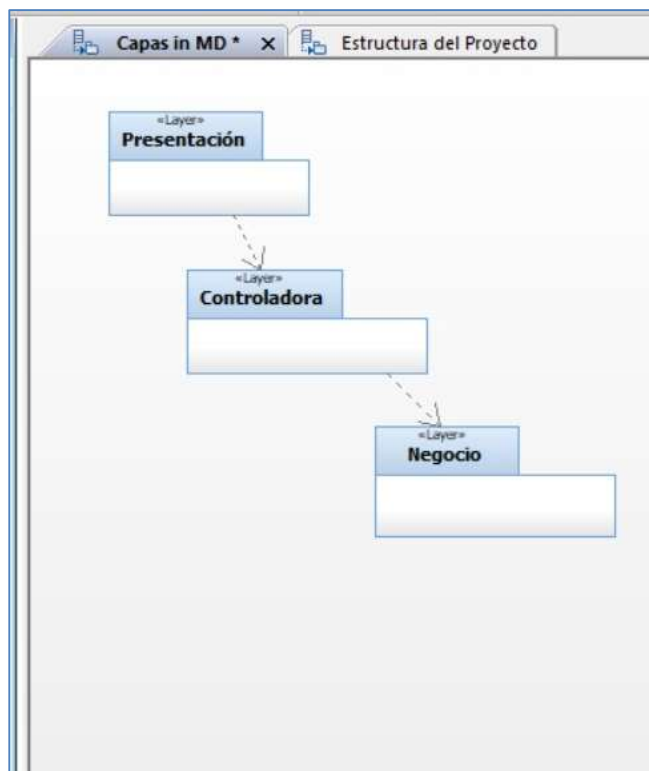 Capas in MD * X Estructura del Proyecto
«Layer»
Presentación
«Layer»
Controladora
«Layer»
Negocio